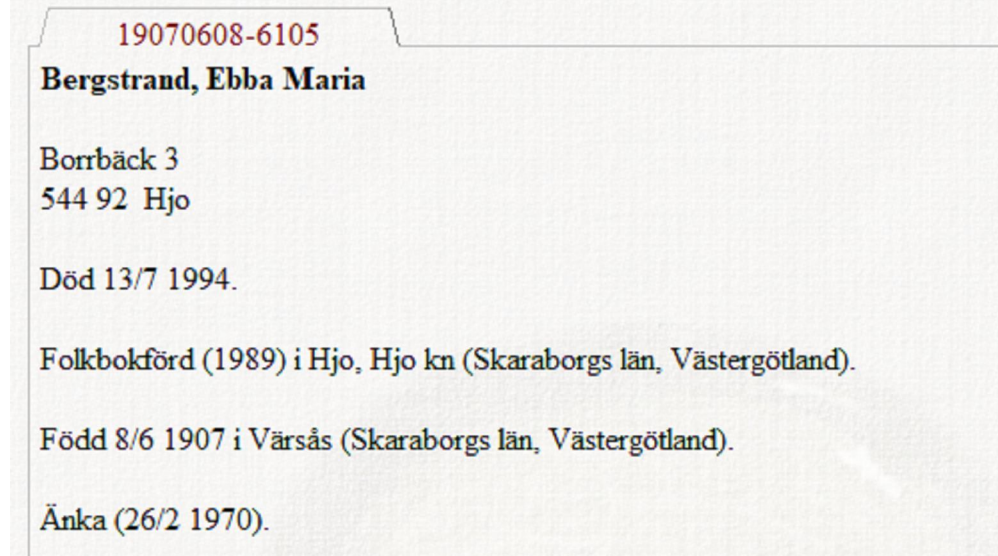 19070608-6105
Bergstrand, Ebba Maria
Borrbäck 3
544 92 Hjo
Död 13/7 1994.
Folkbokförd (1989) i Hjo, Hjo kn (Skaraborgs län, Västergötland).
Född 8/6 1907 i Värsås (Skaraborgs län, Västergötland).
Änka (26/2 1970).